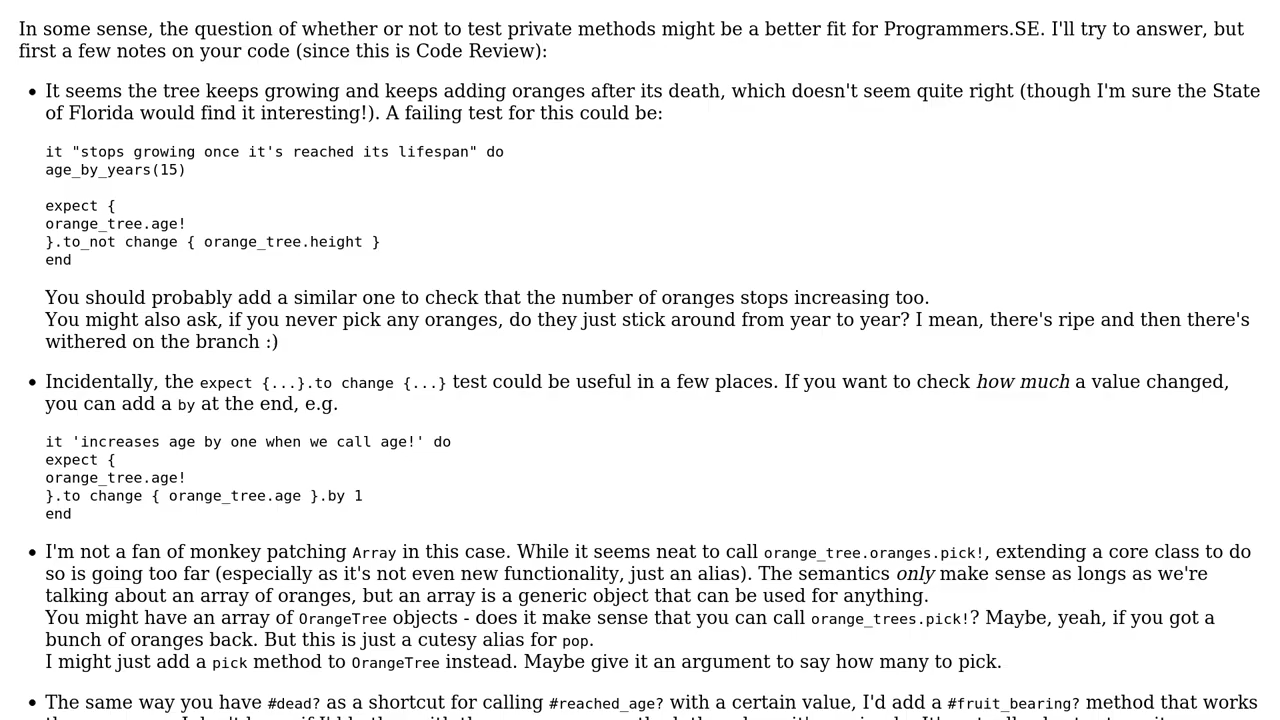 In some sense, the question of whether or not to test private methods might be a better fit for Programmers.SE. I'll try to answer, but
first a few notes on your code (since this is Code Review):
• It seems the tree keeps growing and keeps adding oranges after its death, which doesn't seem quite right (though I'm sure the State
of Florida would find it interesting!). A failing test for this could be:
it "stops growing once it's reached its lifespan" do
age_by_years(15)
expect {
orange_tree.age!
}.to_not change { orange_tree.height }
end
You should probably add a similar one to check that the number of oranges stops increasing too.
You might also ask, if you never pick any oranges, do they just stick around from year to year? I mean, there's ripe and then there's
withered on the branch :)
• Incidentally, the expect {...}.to change {...} test could be useful in a few places. If you want to check how much a value changed,
you can add a by at the end, e.g.
it 'increases age by one when we call age!' do
expect {
orange_tree.age!
}.to change { orange_tree.age }.by 1
end
• I'm not a fan of monkey patching Array in this case. While it seems neat to call orange_tree.oranges.pick!, extending a core class to do
so is going too far (especially as it's not even new functionality, just an alias). The semantics only make sense as longs as we're
talking about an array of oranges, but an array is a generic object that can be used for anything.
You might have an array of OrangeTree objects - does it make sense that you can call orange_trees.pick!? Maybe, yeah, if you got a
bunch of oranges back. But this is just a cutesy alias for pop.
I might just add a pick method to OrangeTree instead. Maybe give it an argument to say how many to pick.
• The same way you have #dead? as a shortcut for calling #reached_age? with a certain value, I'd add a #fruit_bearing? method that works